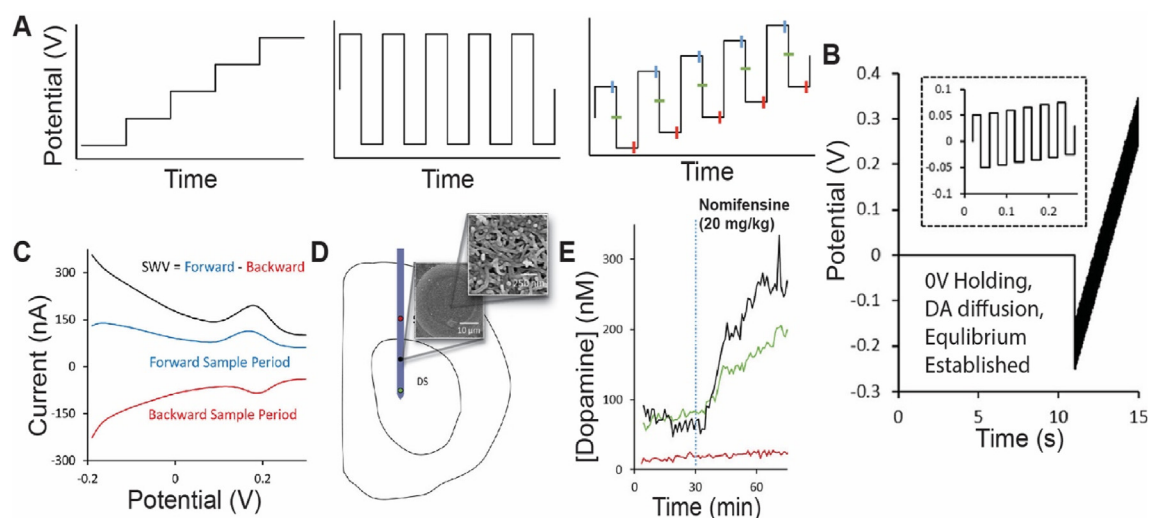 A
Potential (V)
Time
Time
Time
B
Potential (V)
0.4
0.3
0.2
0.1
0
-0.1
-0.2
-0.3
0.1
0.05
0
-0.05
-0.1
0
0.1
0.2
0V Holding,
DA diffusion,
Equlibrium
Established
0
5
10
15
Time (s)
C
Current (nA)
300
150
0
-150
-300
SWV = Forward - Backward
Forward Sample Period
Backward Sample Period
-0.2
0
0.2
Potential (V)
D
10 µm
DS
E
Nomifensine
(20 mg/kg)
[Dopamine] (nM)
300
200
100
0
0
30
60
Time (min)